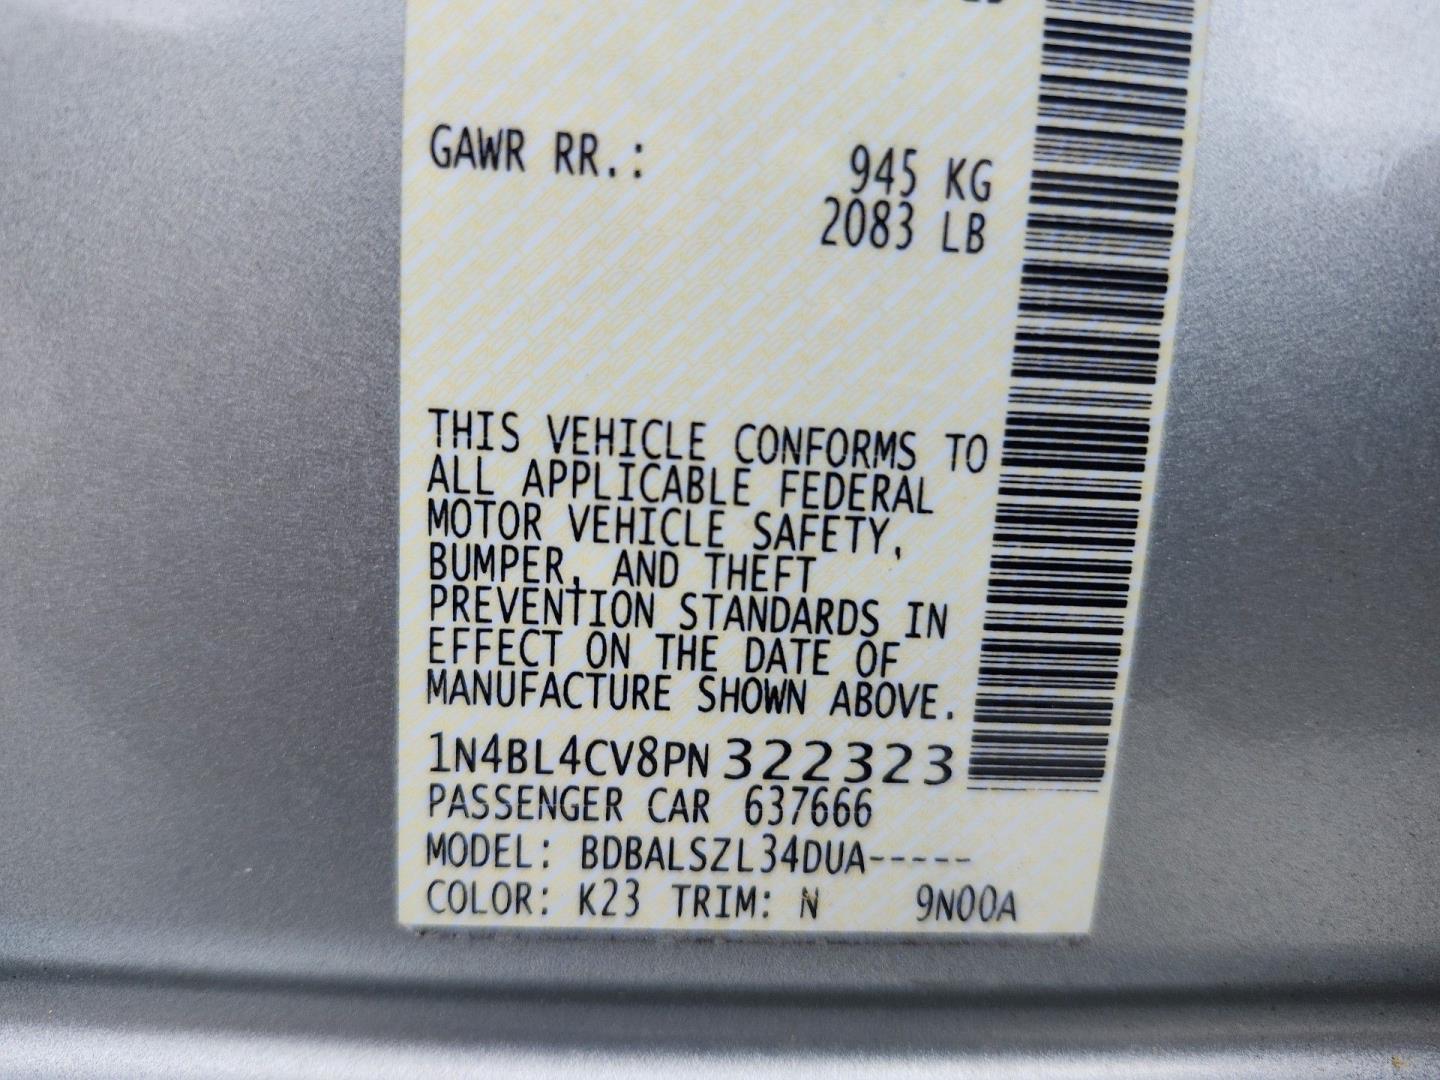 GAWR RR.: 945 KG
2083 LB
THIS VEHICLE CONFORMS TO
ALL APPLICABLE FEDERAL
MOTOR VEHICLE SAFETY,
BUMPER, AND THEFT
PREVENTION STANDARDS IN
EFFECT ON THE DATE OF
MANUFACTURE SHOWN ABOVE.
1N4BL4CV8PN322323
PASSENGER CAR 637666
MODEL: BDBALSZL34DUA-----
COLOR: K23 TRIM: N 9N00A